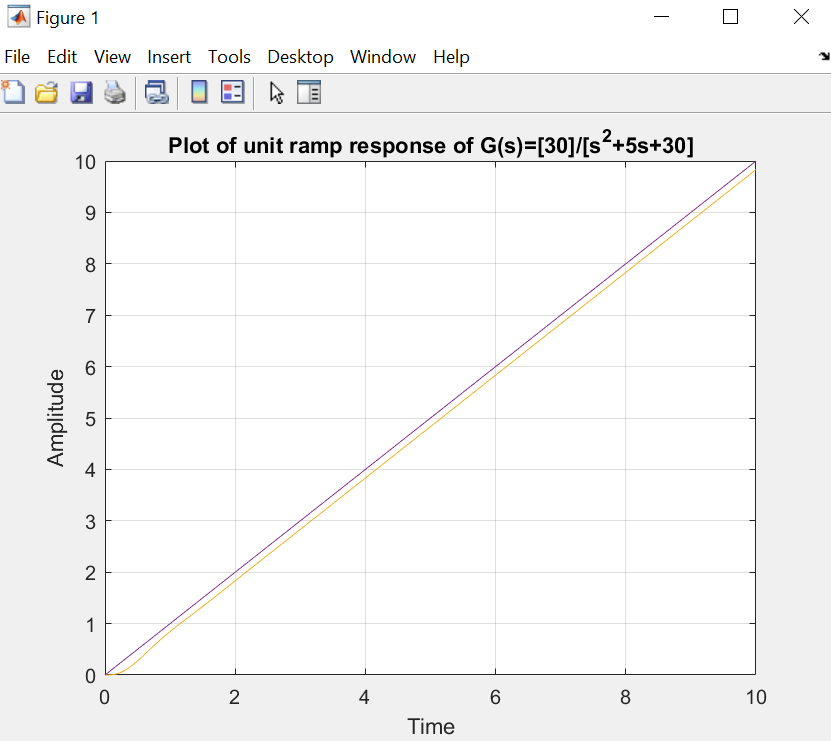 Figure 1
File Edit View Insert Tools Desktop Window Help
Plot of unit ramp response of G(s)=[30]/[s²+5s+30]
10
9
8
7
6
5
4
3
2
1
0
Amplitude
0 2 4 6 8 10
Time